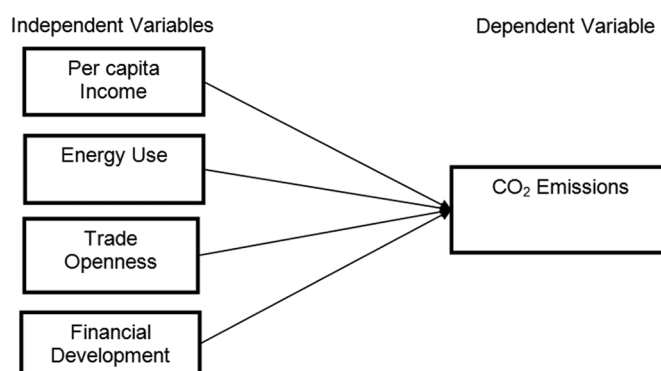 Independent Variables
Dependent Variable
Per capita
Income
Energy Use
CO₂ Emissions
Trade
Openness
Financial
Development